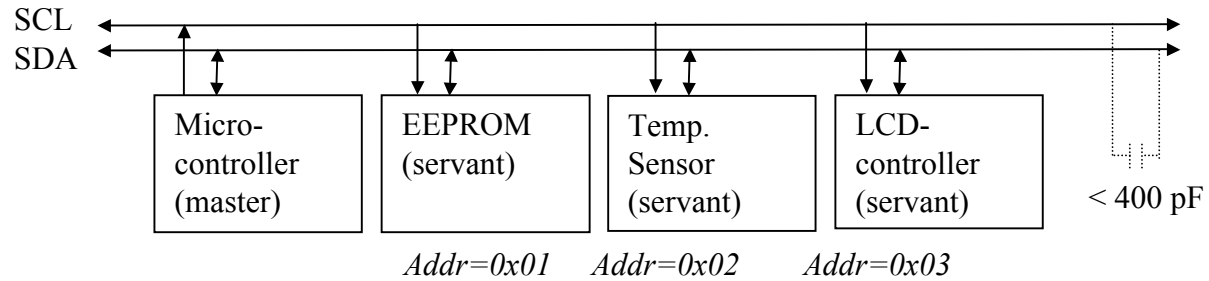 SCL
SDA
Micro-
controller
(master)
EEPROM
(servant)
Temp.
Sensor
(servant)
LCD-
controller
(servant)
< 400 pF
Addr=0x01
Addr=0x02
Addr=0x03